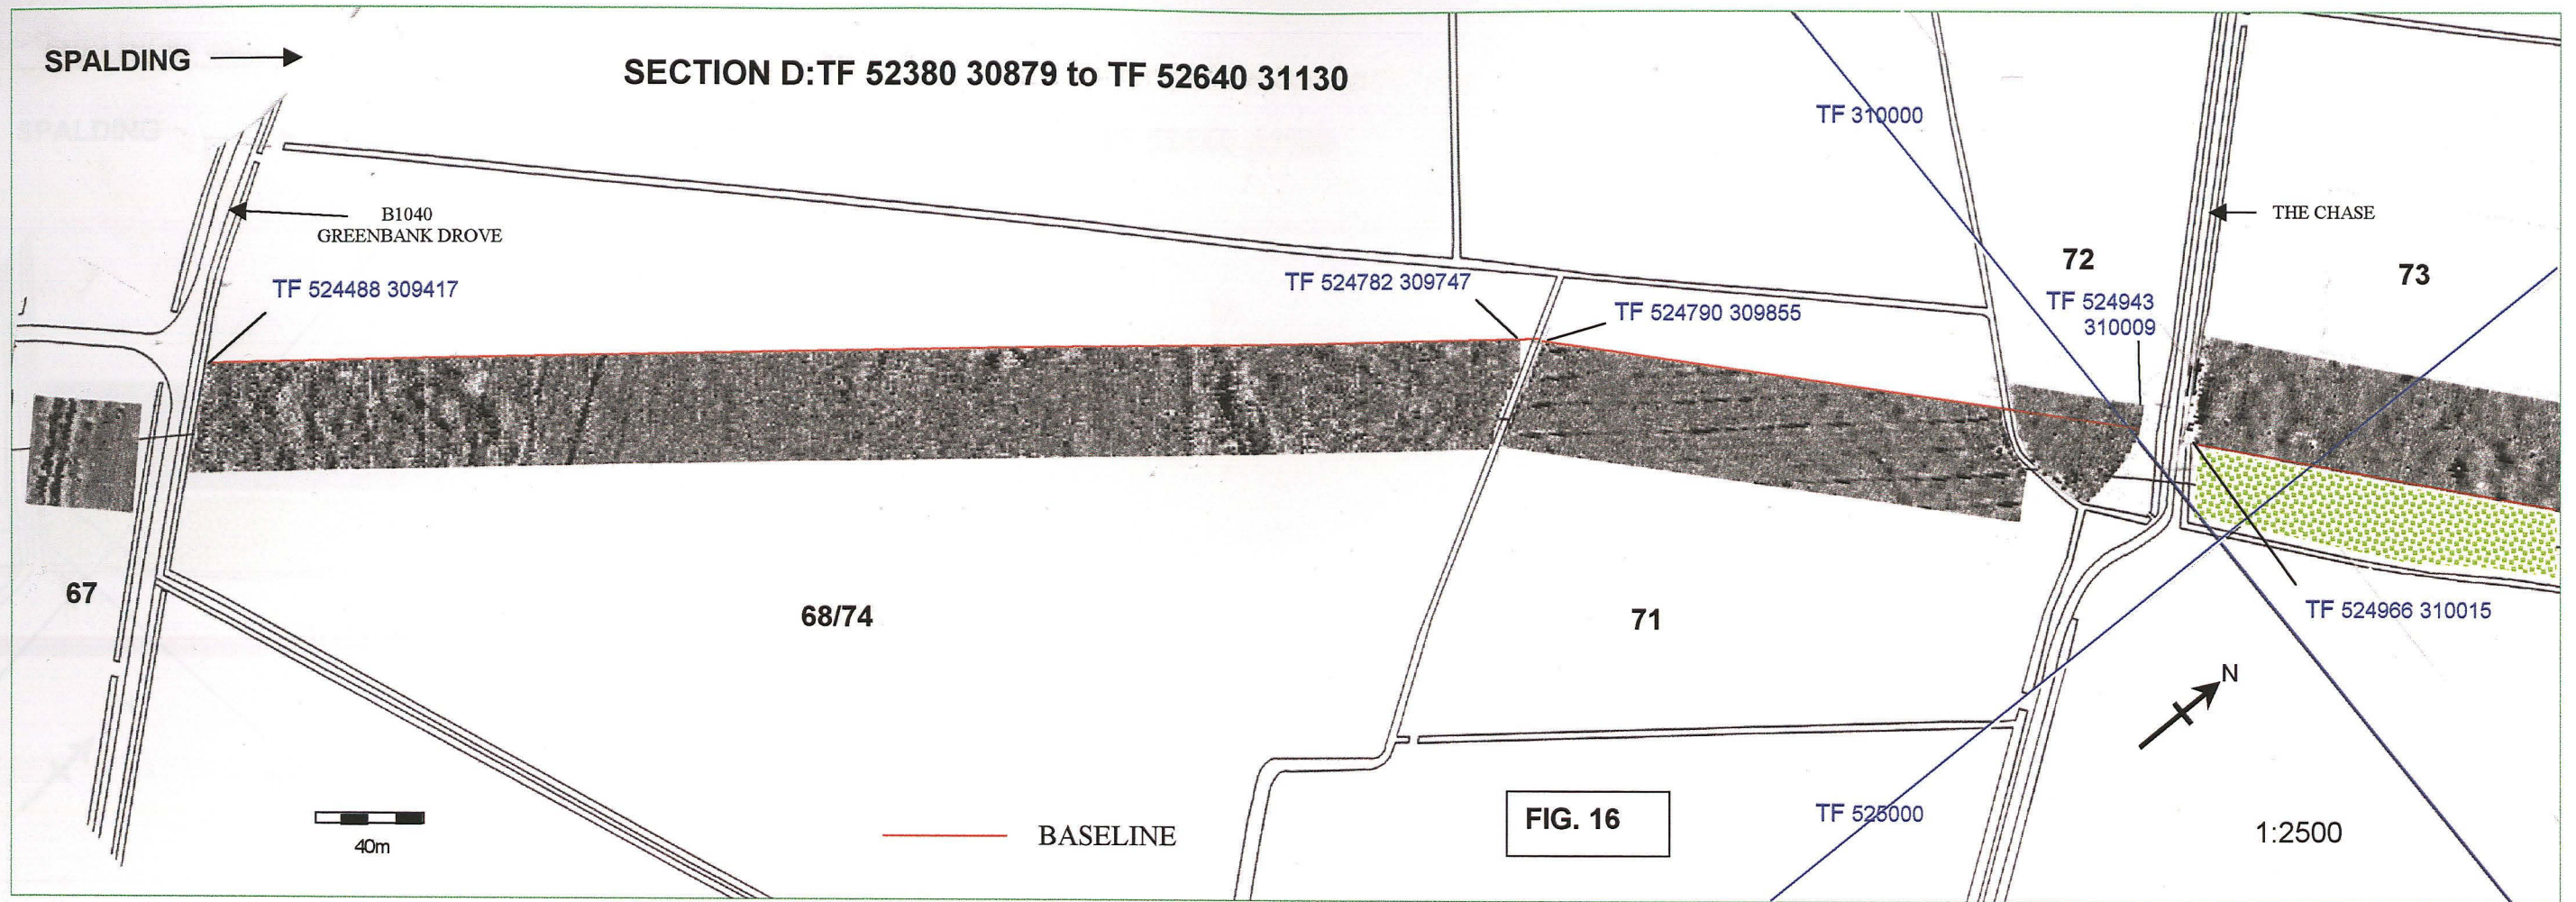 SPALDING
SECTION D:TF 52380 30879 to TF 52640 31130
TF 310000
B1040
GREENBANK DROVE
THE CHASE
TF 524488 309417
TF 524782 309747
TF 524790 309855
72
TF 524943
310009
73
67
68/74
71
TF 524966 310015
N
40m
BASELINE
FIG. 16
TF 525000
1:2500